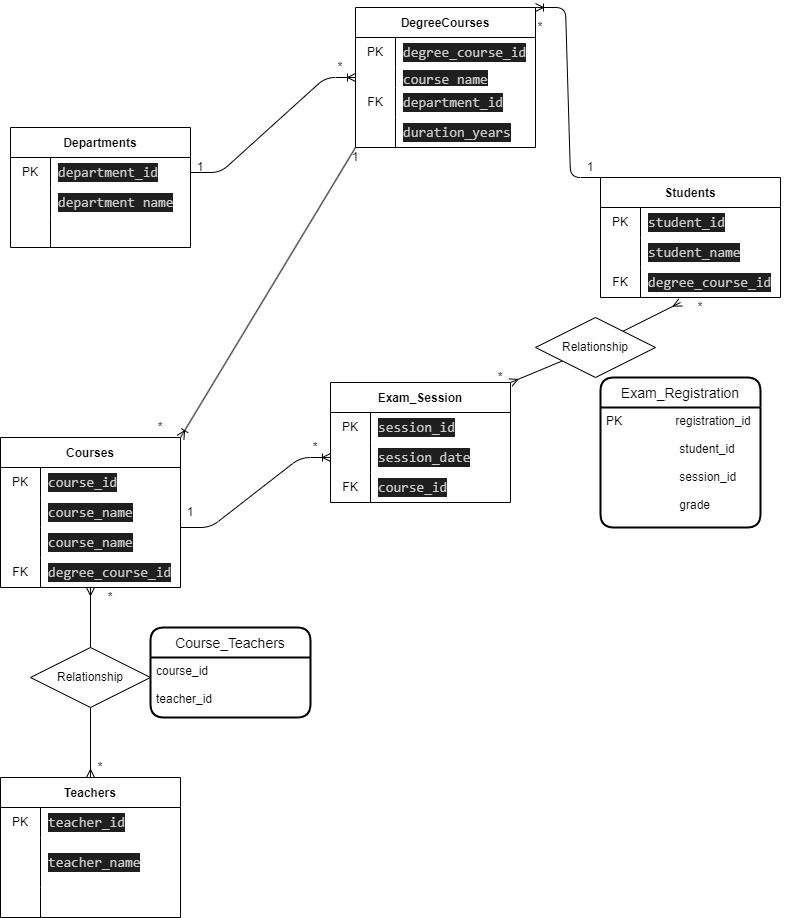 DegreeCourses
*
PK degree_course_id
course name
FK department_id
duration_years
*
1
Departments
PK department_id
department name
1
1
Students
PK student_id
student_name
FK degree_course_id
*
Relationship
*
Exam_Registration
PK registration_id
student_id
session_id
grade
Exam_Session
PK session_id
session_date
FK course_id
*
1
*
Courses
PK course_id
course_name
course_name
FK degree_course_id
*
Relationship
Course_Teachers
course_id
teacher_id
*
Teachers
PK teacher_id
teacher_name